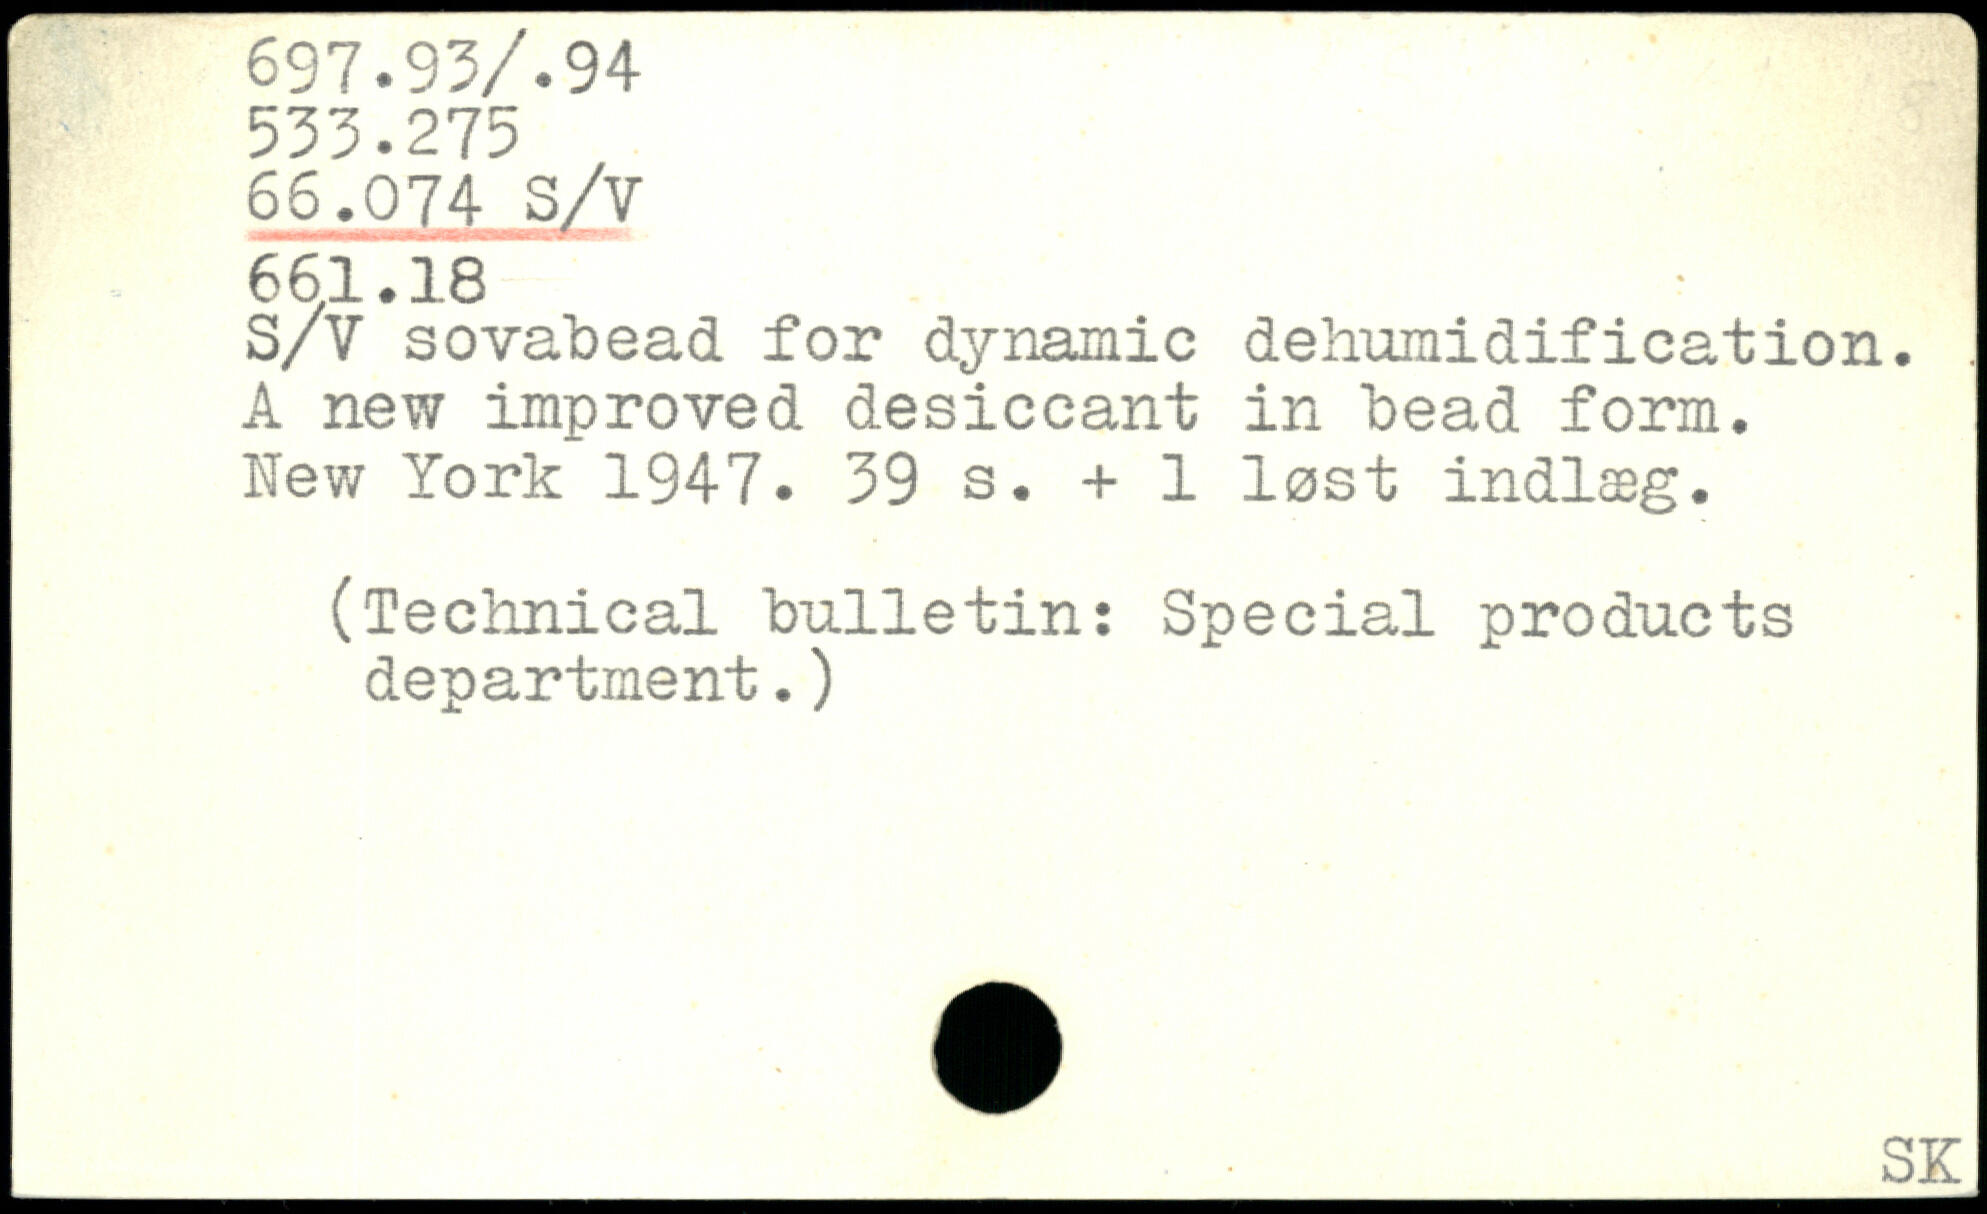 697.93/.94
533.275
66.074 S/V
661.18
S/V sovabead for dynamic dehumidification.
A new improved desiccant in bead form.
New York 1947. 39 s. + 1 løst indlæg.
(Technical bulletin: Special products
department.)
SK